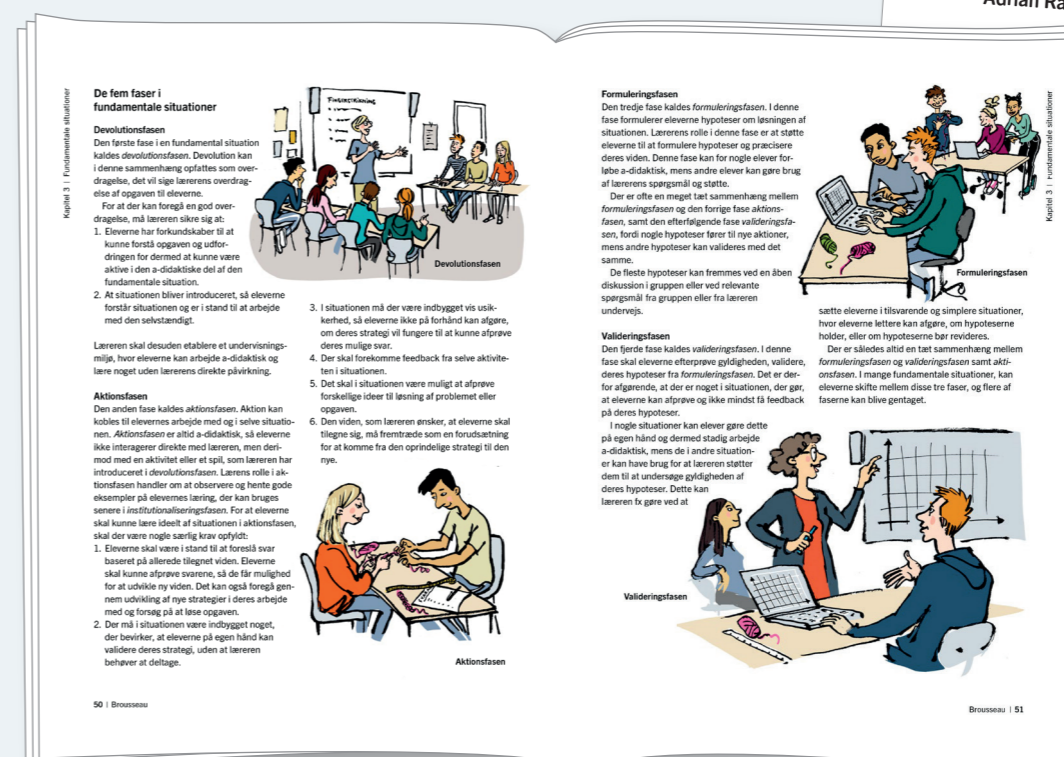 Adrian Ra
Kapitel 3 | Fundamentale situationer
De fem faser i
fundamentale situationer
Devolutionsfasen
Den første fase i en fundamental situation
kaldes devolutionsfasen. Devolution kan
i denne sammenhæng opfattes som over-
dragelse, det vil sige lærerens overdrag-
else af opgaven til eleverne.
For at der kan foregå en god over-
dragelse, må læreren sikre sig at:
1. Eleverne har forkundskaber til at
kunne forstå opgaven og udfor-
dringen for dermed at kunne være
aktive i den a-didaktiske del af den
fundamentale situation.
2. At situationen bliver introduceret, så eleverne
forstår situationen og er i stand til at arbejde
med den selvstændigt.
Læreren skal desuden etablere et undervisnings-
miljø, hvor eleverne kan arbejde a-didaktisk og
lære noget uden lærerens direkte påvirkning.
Aktionsfasen
Den anden fase kaldes aktionsfasen. Aktion kan
kobles til elevernes arbejde med og i selve situatio-
nen. Aktionsfasen er altid a-didaktisk, så eleverne
ikke interagerer direkte med læreren, men deri-
mod med en aktivitet eller et spil, som læreren har
introduceret i devolutionsfasen. Lærens rolle i ak-
tionsfasen handler om at observere og hente gode
eksempler på elevernes læring, der kan bruges
senere i institutionaliseringsfasen. For at eleverne
skal kunne lære ideelt af situationen i aktionsfasen,
skal der være nogle særlig krav opfyldt:
1. Eleverne skal være i stand til at foreslå svar
baseret på allerede tilegnet viden. Eleverne
skal kunne afprøve svarene, så de får mulighed
for at udvikle ny viden. Det kan også foregå gen-
nem udvikling af nye strategier i deres arbejde
med og forsøg på at løse opgaven.
2. Der må i situationen være indbygget noget,
der bevirker, at eleverne på egen hånd kan
validere deres strategi, uden at læreren
behøver at deltage.
Devolutionsfasen
3. I situationen må der være indbygget vis usik-
kerhed, så eleverne ikke på forhånd kan afgøre,
om deres strategi vil fungere til at kunne afprøve
deres mulige svar.
4. Der skal forekomme feedback fra selve aktivite-
ten i situationen.
5. Det skal i situationen være muligt at afprøve
forskellige ideer til løsning af problemet eller
opgaven.
6. Den viden, som læreren ønsker, at eleverne skal
tilegne sig, må fremtræde som en forudsætning
for at komme fra den oprindelige strategi til den
nye.
Aktionsfasen
50 | Brousseau
Formuleringsfasen
Den tredje fase kaldes formuleringsfasen. I denne
fase formulerer eleverne hypoteser om løsningen af
situationen. Lærerens rolle i denne fase er at støtte
eleverne til at formulere hypoteser og præcisere
deres viden. Denne fase kan for nogle elever for-
løbe a-didaktisk, mens andre elever kan gøre brug
af lærerens spørgsmål og støtte.
Der er ofte en meget tæt sammenhæng mellem
formuleringsfasen og den forrige fase aktions-
fasen, samt den efterfølgende fase valideringsfa-
sen, fordi nogle hypoteser fører til nye aktioner,
mens andre hypoteser kan valideres med det
samme.
De fleste hypoteser kan fremmes ved en åben
diskussion i gruppen eller ved relevante
spørgsmål fra gruppen eller fra læreren
undervejs.
Valideringsfasen
Den fjerde fase kaldes valideringsfasen. I denne
fase skal eleverne efterprøve gyldigheden, validere,
deres hypoteser fra formuleringsfasen. Det er der-
for afgørende, at der er noget i situationen, der gør,
at eleverne kan afprøve og ikke mindst få feedback
på deres hypoteser.
I nogle situationer kan elever gøre dette
på egen hånd og dermed stadig arbejde
a-didaktisk, mens de i andre situation-
er kan have brug for at læreren støtter
dem til at undersøge gyldigheden af
deres hypoteser. Dette kan
læreren fx gøre ved at
Formuleringsfasen
sætte eleverne i tilsvarende og simplere situationer,
hvor eleverne lettere kan afgøre, om hypoteserne
holder, eller om hypoteserne bør revideres.
Der er således altid en tæt sammenhæng mellem
formuleringsfasen og valideringsfasen samt akti-
onsfasen. I mange fundamentale situationer, kan
eleverne skifte mellem disse tre faser, og flere af
faserne kan blive gentaget.
Valideringsfasen
Kapitel 3 | Fundamentale situationer
Brousseau | 51